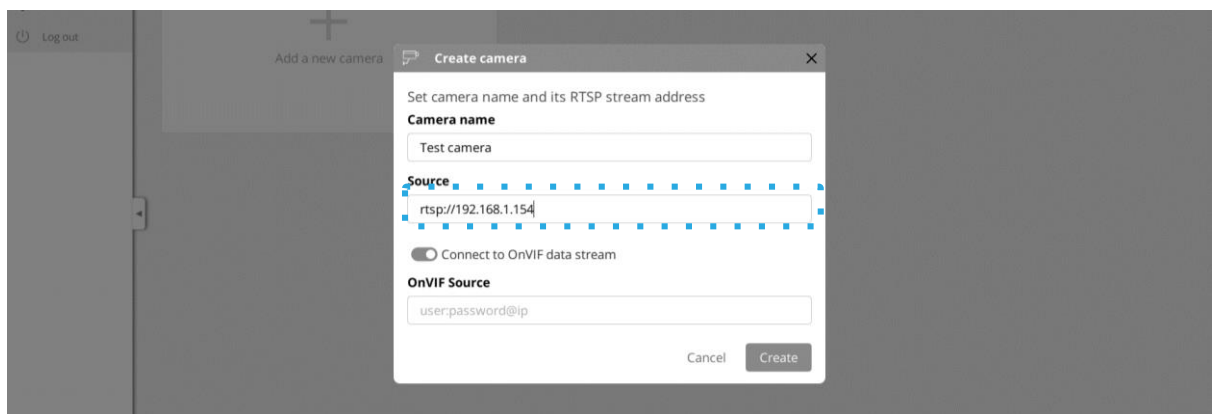 Log out
Add a new camera
Create camera
Set camera name and its RTSP stream address
Camera name
Test camera
Source
rtsp://192.168.1.154
Connect to OnVIF data stream
OnVIF Source
user:password@ip
Cancel
Create